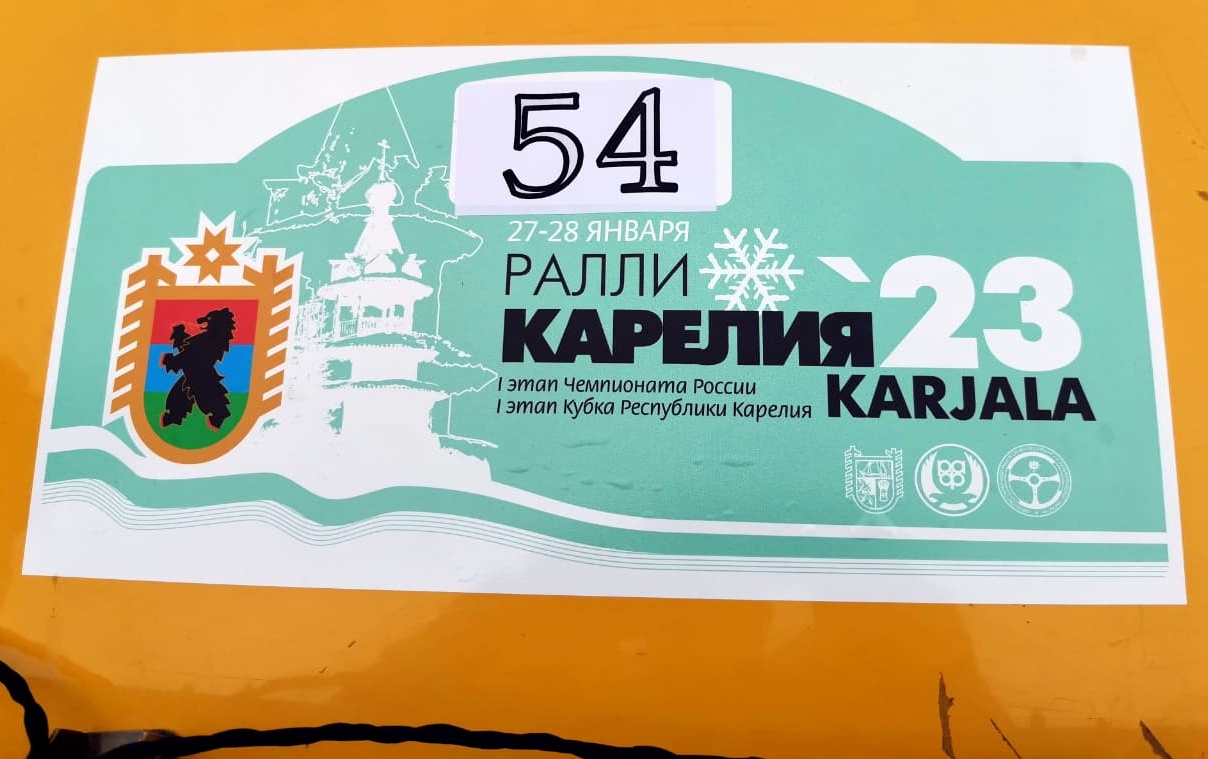 54
27-28 ЯНВАРЯ
РАЛЛИ
КАРЕЛИЯ `23
I этап Чемпионата России
I этап Кубка Республики Карелия
KARJALA